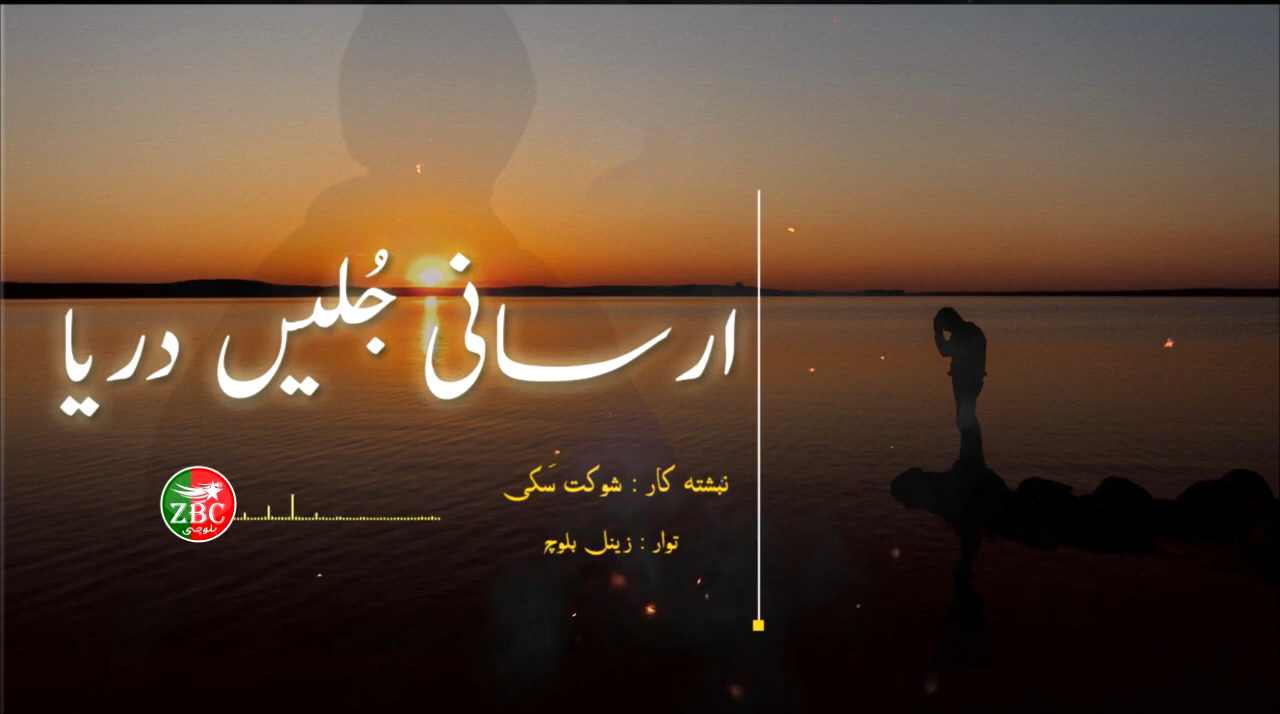 ارسانی جُلیں دریا
نبشته کار : شوکت سَکی
توار : زینل بلوچ
ZBC
بلوچی